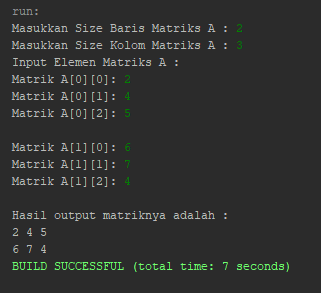 run:
Masukkan Size Baris Matriks A : 2
Masukkan Size Kolom Matriks A : 3
Input Elemen Matriks A :
Matrik A[0][0]: 2
Matrik A[0][1]: 4
Matrik A[0][2]: 5
Matrik A[1][0]: 6
Matrik A[1][1]: 7
Matrik A[1][2]: 4
Hasil output matriknya adalah :
2 4 5
6 7 4
BUILD SUCCESSFUL (total time: 7 seconds)